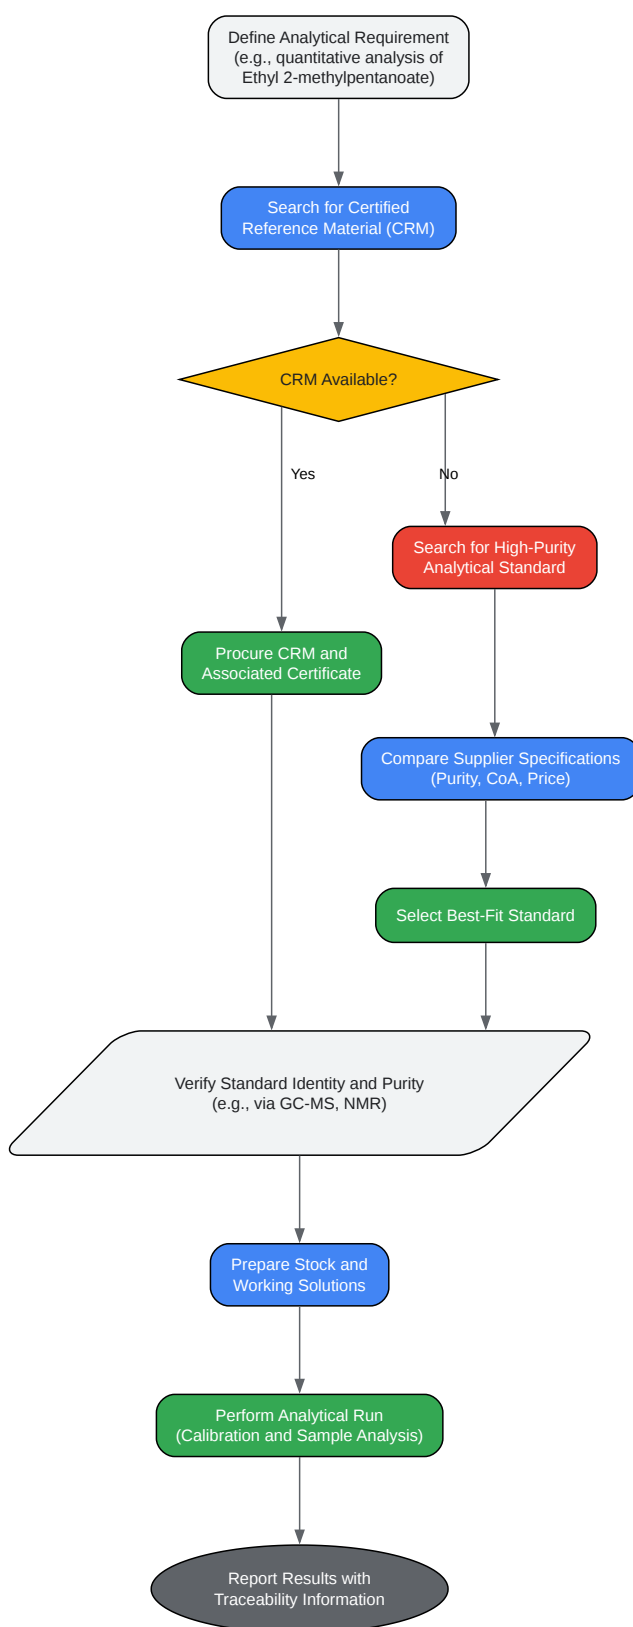 Define Analytical Requirement
(e.g., quantitative analysis of
Ethyl 2-methylpentanoate)
Search for Certified
Reference Material (CRM)
CRM Available?
Yes
No
Search for High-Purity
Analytical Standard
Procure CRM and
Associated Certificate
Compare Supplier Specifications
(Purity, CoA, Price)
Select Best-Fit Standard
Verify Standard Identity and Purity
(e.g., via GC-MS, NMR)
Prepare Stock and
Working Solutions
Perform Analytical Run
(Calibration and Sample Analysis)
Report Results with
Traceability Information